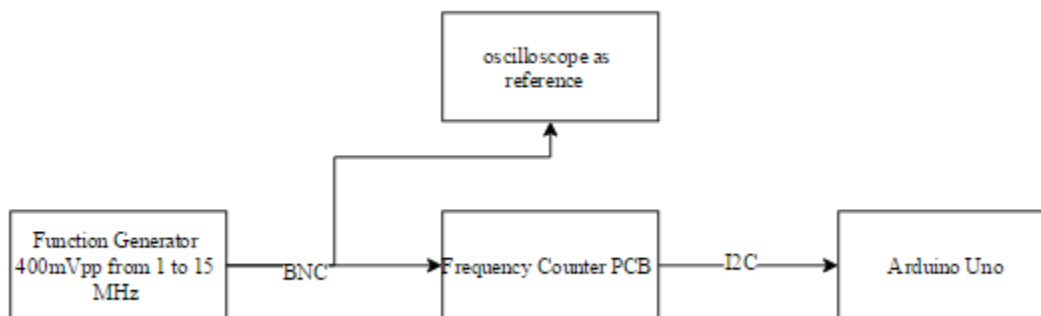 oscilloscope as
reference
Function Generator
400mVpp from 1 to 15
MHz
BNC
Frequency Counter PCB
I2C
Arduino Uno